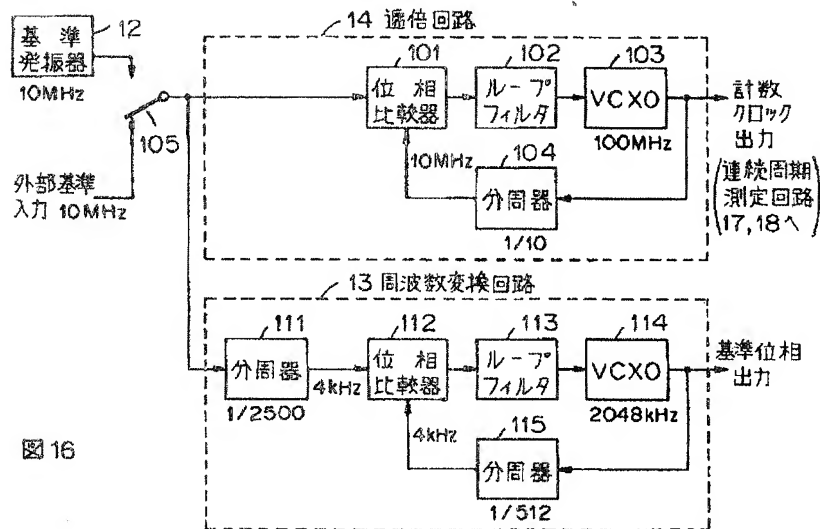 基準
発振器
12
10MHz
105
外部基準
入力 10MHz
14 逓倍回路
101
位相
比較器
102
ループ
フィルタ
103
VCXO
100MHz
10MHz
104
分周器
1/10
計数
クロック
出力
(連続周期
測定回路
17,18へ)
13 周波数変換回路
111
分周器
1/2500
4kHz
112
位相
比較器
113
ループ
フィルタ
114
VCXO
2048kHz
4kHz
115
分周器
1/512
基準位相
出力
図16